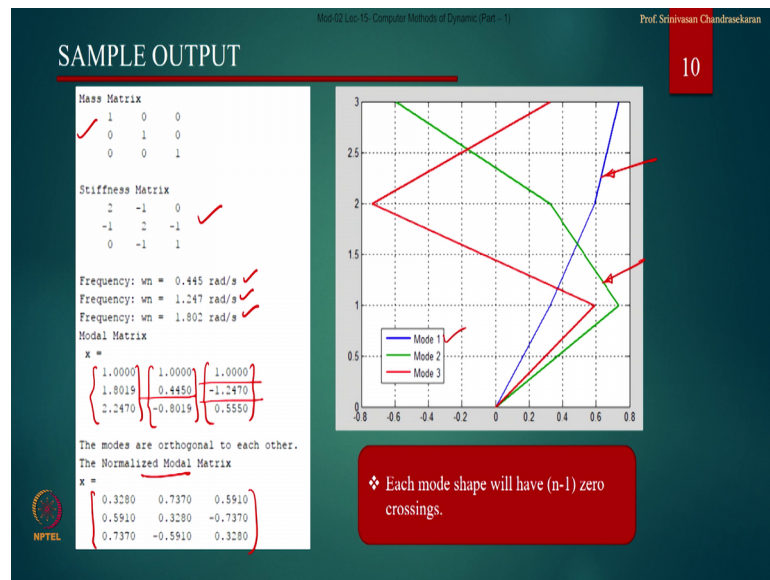 Mod-02 Lec-15- Computer Methods of Dynamic (Part – 1)
Prof. Srinivasan Chandrasekaran
SAMPLE OUTPUT
10
Mass Matrix
1 0 0
0 1 0
0 0 1
Stiffness Matrix
2 -1 0
-1 2 -1
0 -1 1
Frequency: wn = 0.445 rad/s
Frequency: wn = 1.247 rad/s
Frequency: wn = 1.802 rad/s
Modal Matrix
x =
1.0000 1.0000 1.0000
1.8019 0.4450 -1.2470
2.2470 -0.8019 0.5550
The modes are orthogonal to each other.
The Normalized Modal Matrix
x =
0.3280 0.7370 0.5910
0.5910 0.3280 -0.7370
0.7370 -0.5910 0.3280
3
2.5
2
1.5
1
0.5
0
-0.8 -0.6 -0.4 -0.2 0 0.2 0.4 0.6 0.8
Mode 1
Mode 2
Mode 3
❖ Each mode shape will have (n-1) zero
crossings.
NPTEL